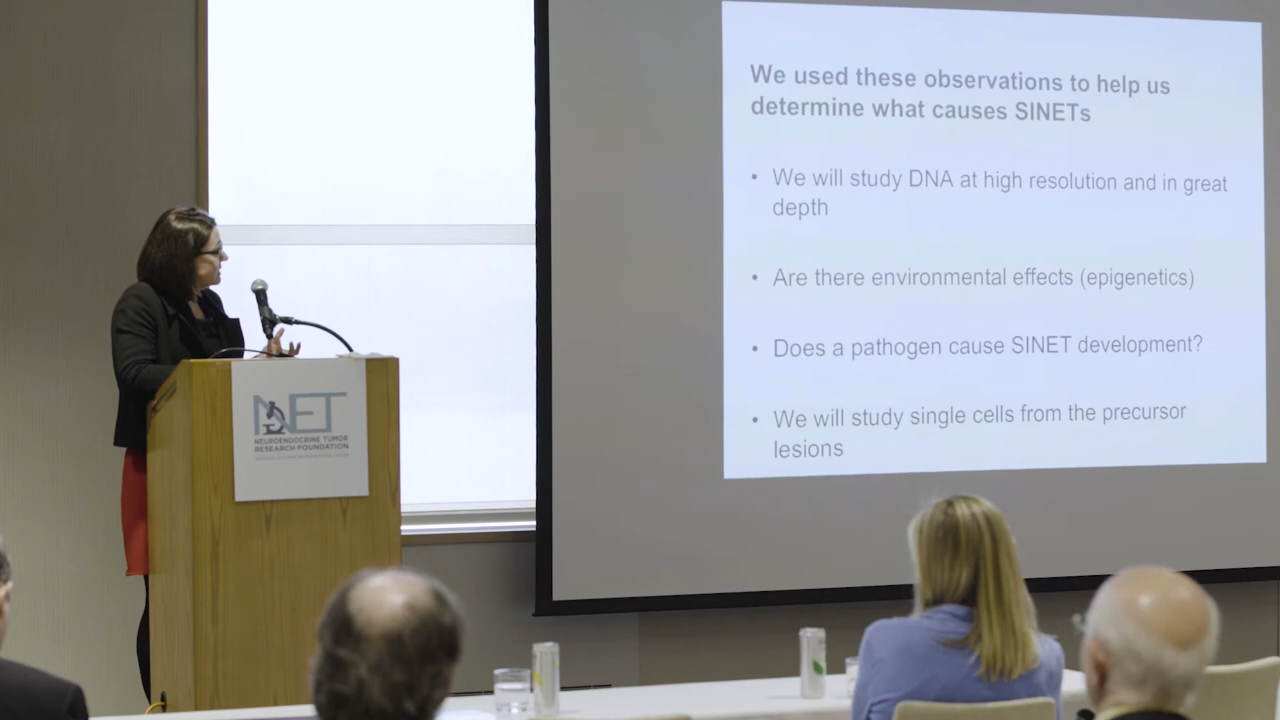 We used these observations to help us
determine what causes SINETs
• We will study DNA at high resolution and in great
depth
• Are there environmental effects (epigenetics)
• Does a pathogen cause SINET development?
• We will study single cells from the precursor
lesions
NET
NEUROENDOCRINE TUMOR
RESEARCH FOUNDATION